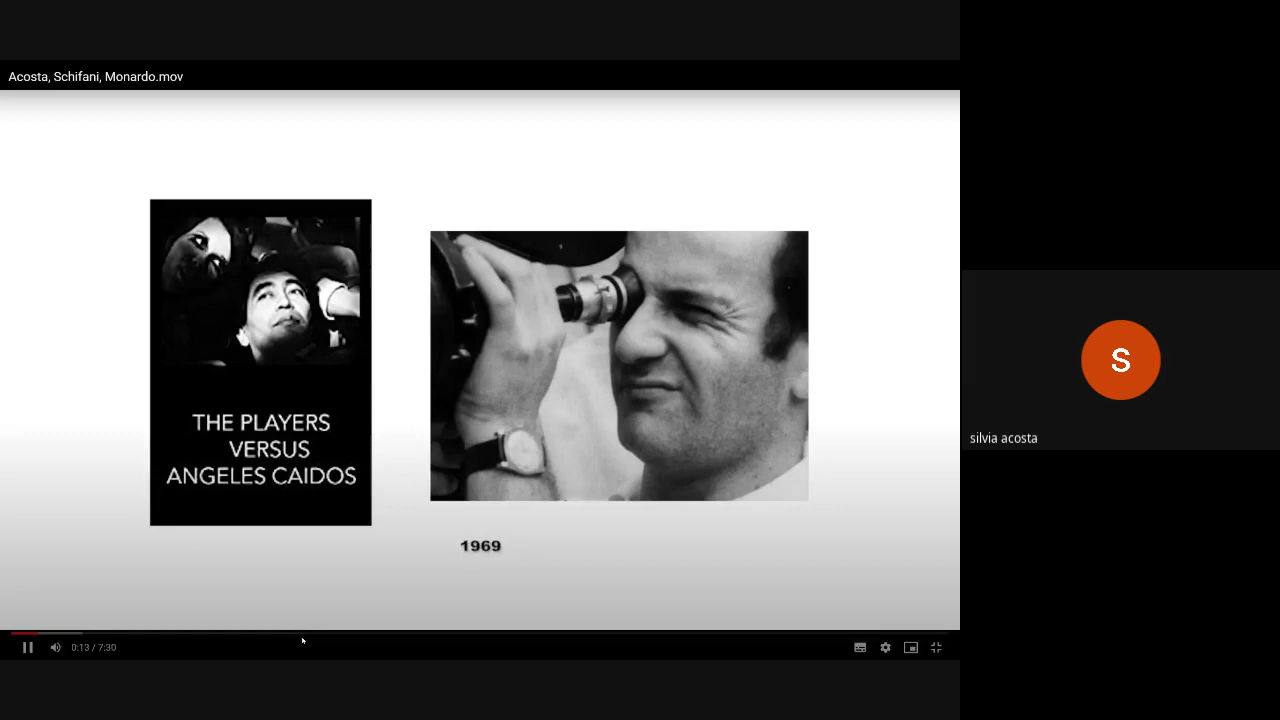 Acosta, Schifani, Monardo.mov
THE PLAYERS
VERSUS
ANGELES CAIDOS
1969
0:13 / 7:30
S
silvia acosta